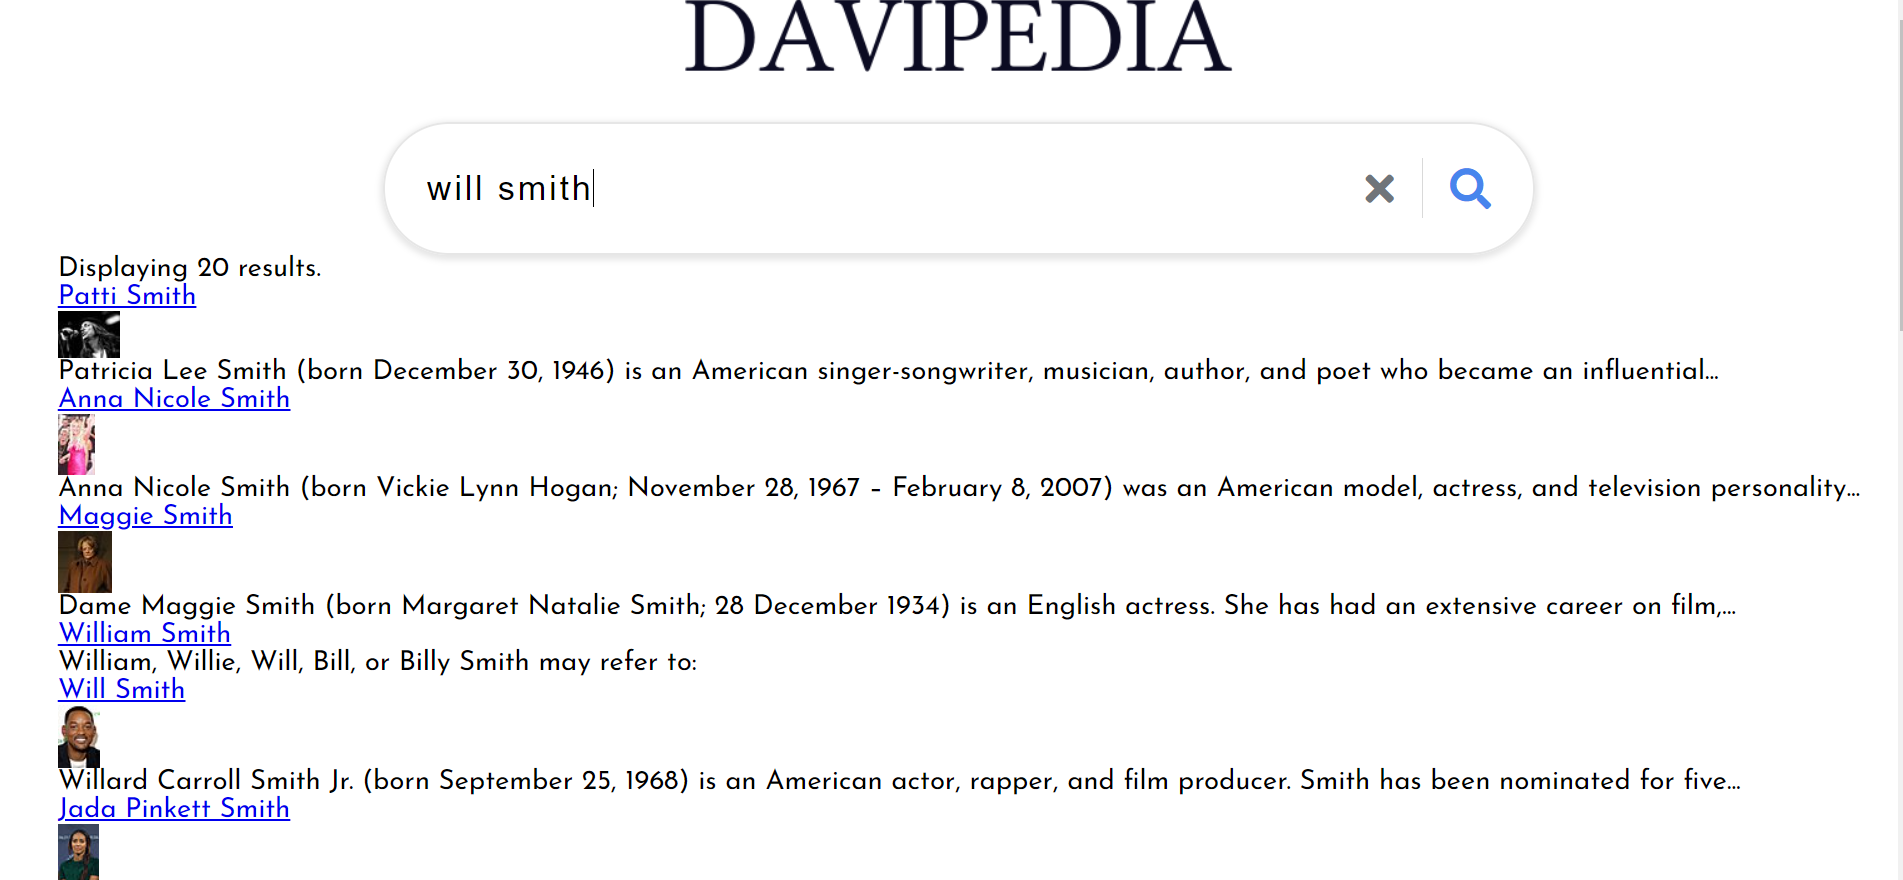 DAVIPEDIA
will smith
Displaying 20 results.
Patti Smith
Patricia Lee Smith (born December 30, 1946) is an American singer-songwriter, musician, author, and poet who became an influential...
Anna Nicole Smith
Anna Nicole Smith (born Vickie Lynn Hogan; November 28, 1967 – February 8, 2007) was an American model, actress, and television personality...
Maggie Smith
Dame Maggie Smith (born Margaret Natalie Smith; 28 December 1934) is an English actress. She has had an extensive career on film,...
William Smith
William, Willie, Will, Bill, or Billy Smith may refer to:
Will Smith
Willard Carroll Smith Jr. (born September 25, 1968) is an American actor, rapper, and film producer. Smith has been nominated for five...
Jada Pinkett Smith